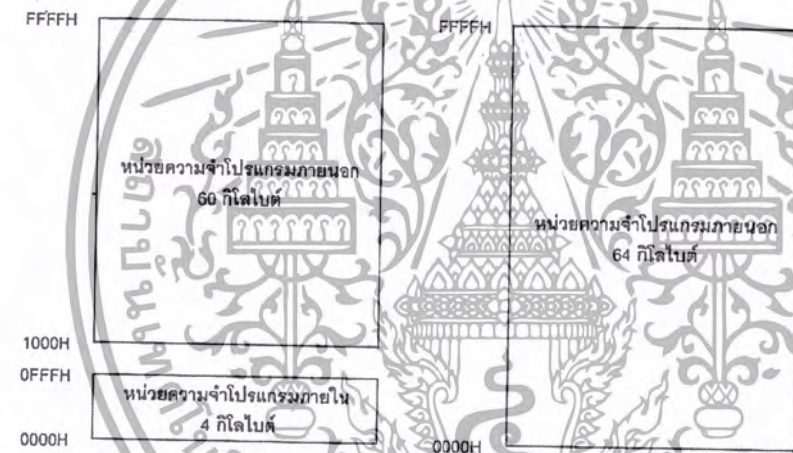 FFFFH
หน่วยความจำโปรแกรมภายนอก
60 กิโลไบต์
1000H
0FFFH
หน่วยความจำโปรแกรมภายใน
4 กิโลไบต์
0000H
FFFFH
หน่วยความจำโปรแกรมภายนอก
64 กิโลไบต์
0000H